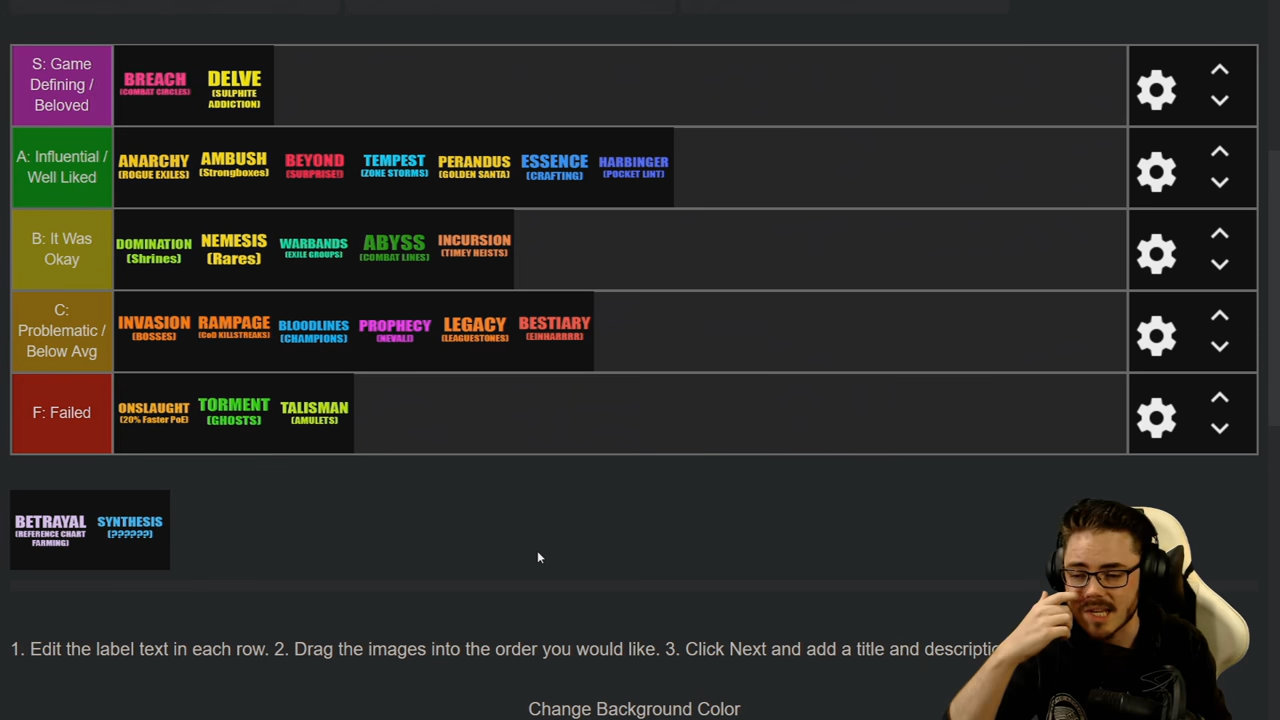 S: Game
Defining /
Beloved
BREACH
(COMBAT CIRCLES)
DELVE
(SULPHITE
ADDICTION)
A: Influential /
Well Liked
ANARCHY
(ROGUE EXILES)
AMBUSH
(Strongboxes)
BEYOND
(SURPRISE!)
TEMPEST
(ZONE STORMS)
PERANDUS
(GOLDEN SANTA)
ESSENCE
(CRAFTING)
HARBINGER
(POCKET LINT)
B: It Was
Okay
DOMINATION
(Shrines)
NEMESIS
(Rares)
WARBANDS
(EXILE GROUPS)
ABYSS
(COMBAT LINES)
INCURSION
(TIMEY HEISTS)
C:
Problematic /
Below Avg
INVASION
(BOSSES)
RAMPAGE
(CoD KILLSTREAKS)
BLOODLINES
(CHAMPIONS)
PROPHECY
(NEVALI)
LEGACY
(LEAGUESTONES)
BESTIARY
(EINHARRRR)
F: Failed
ONSLAUGHT
(20% Faster PoE)
TORMENT
(GHOSTS)
TALISMAN
(AMULETS)
BETRAYAL
(REFERENCE CHART
FARMING)
SYNTHESIS
(??????)
1. Edit the label text in each row. 2. Drag the images into the order you would like. 3. Click Next and add a title and descripti
Change Background Color